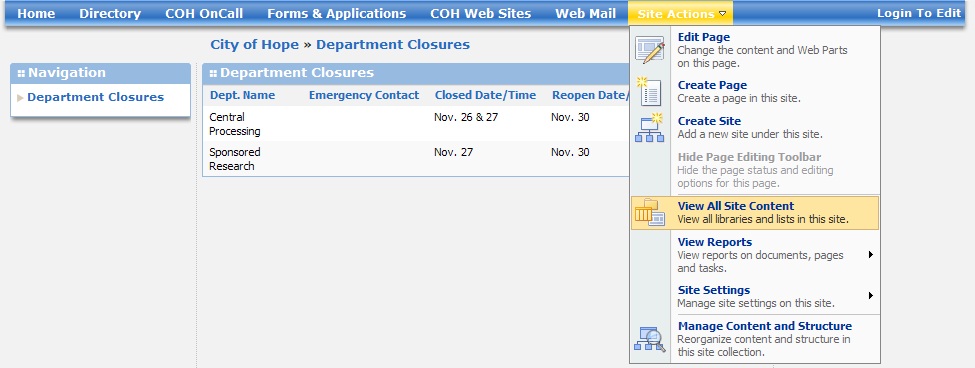 Home Directory COH OnCall Forms & Applications COH Web Sites Web Mail Site Actions Login To Edit
City of Hope » Department Closures
Navigation
Department Closures
Department Closures
Dept. Name Emergency Contact Closed Date/Time Reopen Date/
Central
Processing
Nov. 26 & 27 Nov. 30
Sponsored
Research
Nov. 27 Nov. 30
Edit Page
Change the content and Web Parts
on this page.
Create Page
Create a page in this site.
Create Site
Add a new site under this site.
Hide Page Editing Toolbar
Hide the page status and editing
options for this page.
View All Site Content
View all libraries and lists in this site.
View Reports
View reports on documents, pages
and tasks.
Site Settings
Manage site settings on this site.
Manage Content and Structure
Reorganize content and structure in
this site collection.